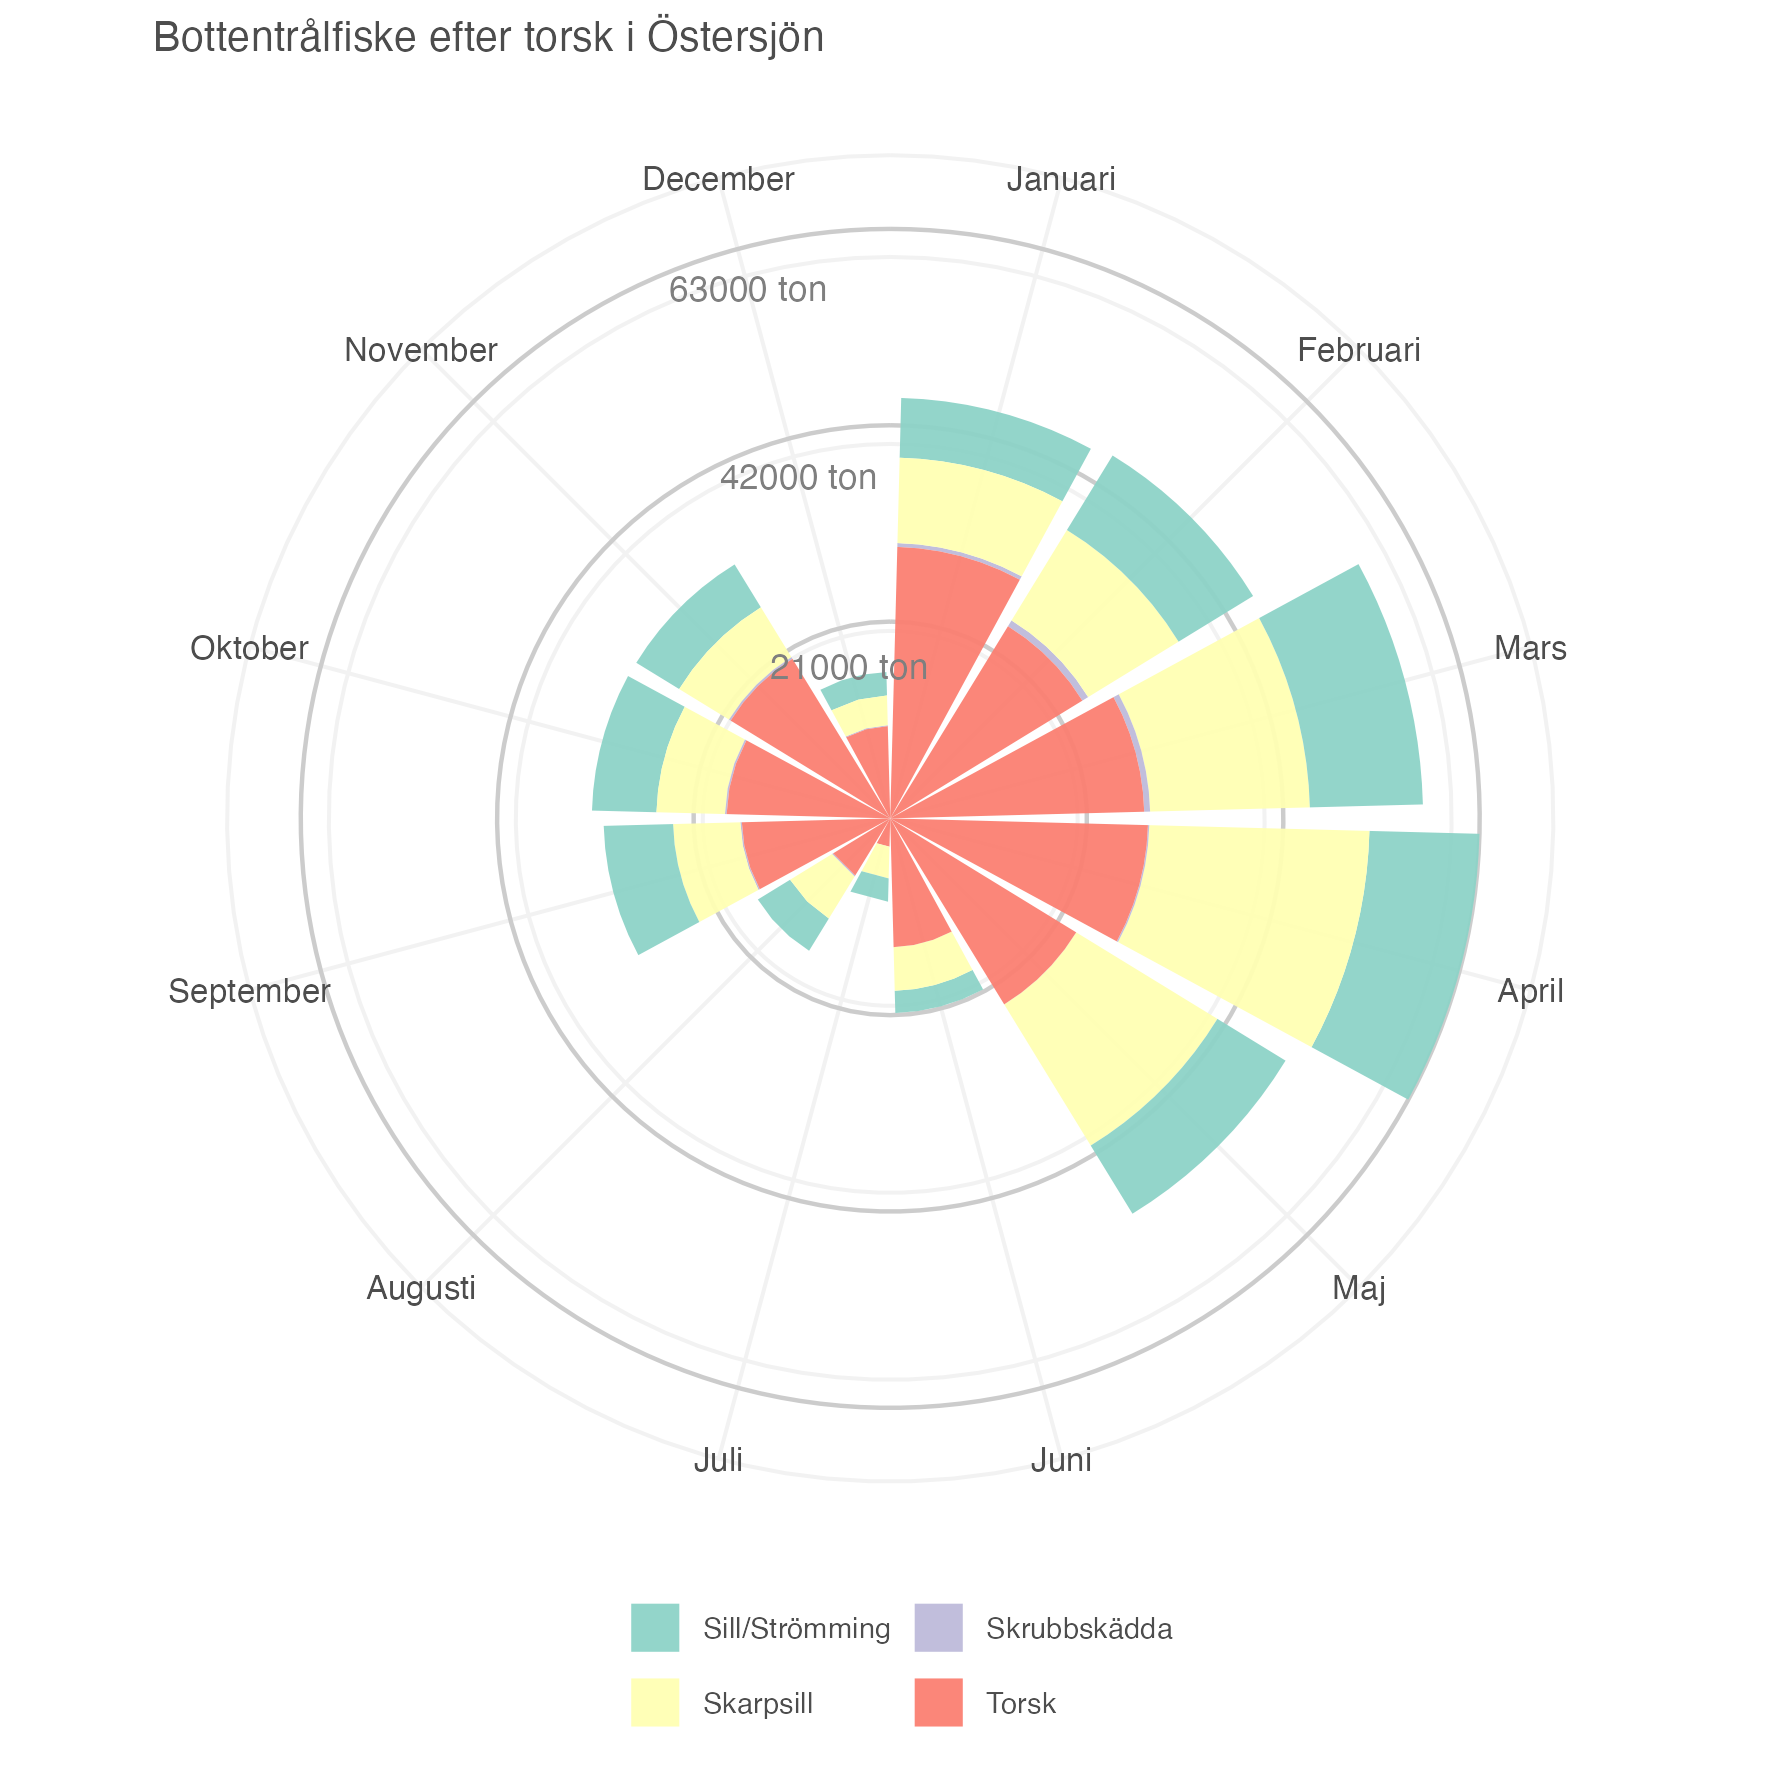 Bottentrålfiske efter torsk i Östersjön
December
Januari
63000 ton
November
Februari
42000 ton
Oktober
21000 ton
Mars
September
April
Augusti
Maj
Juli
Juni
Sill/Strömming
Skrubbskädda
Skarpsill
Torsk